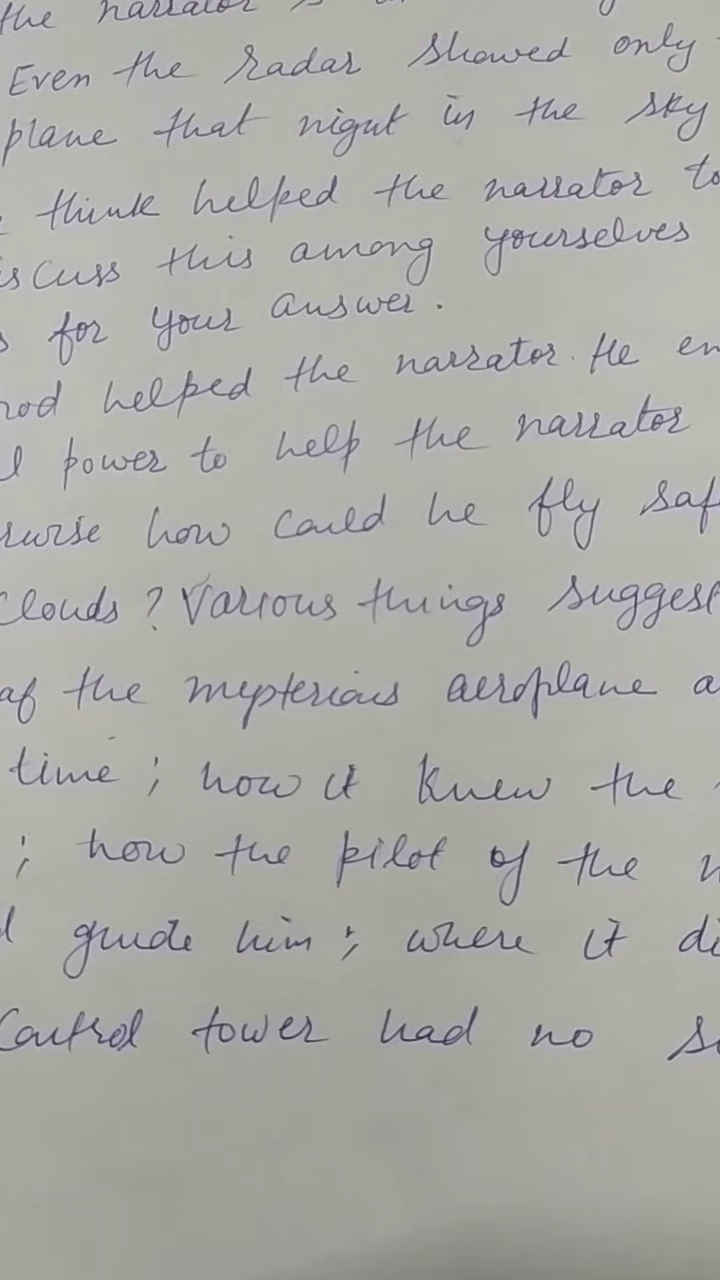 the narrator is
Even the radar showed only
plane that night in the sky
think helped the narrator to
iscuss this among yourselves
s for your answer.
helped the narrator. He en
l power to help the narrator
how could he fly saf
Clouds ? Various things suggest
of the mysterious aeroplane a
time ; how it knew the
; how the pilot of the
guide him ; where it di
Control tower had no